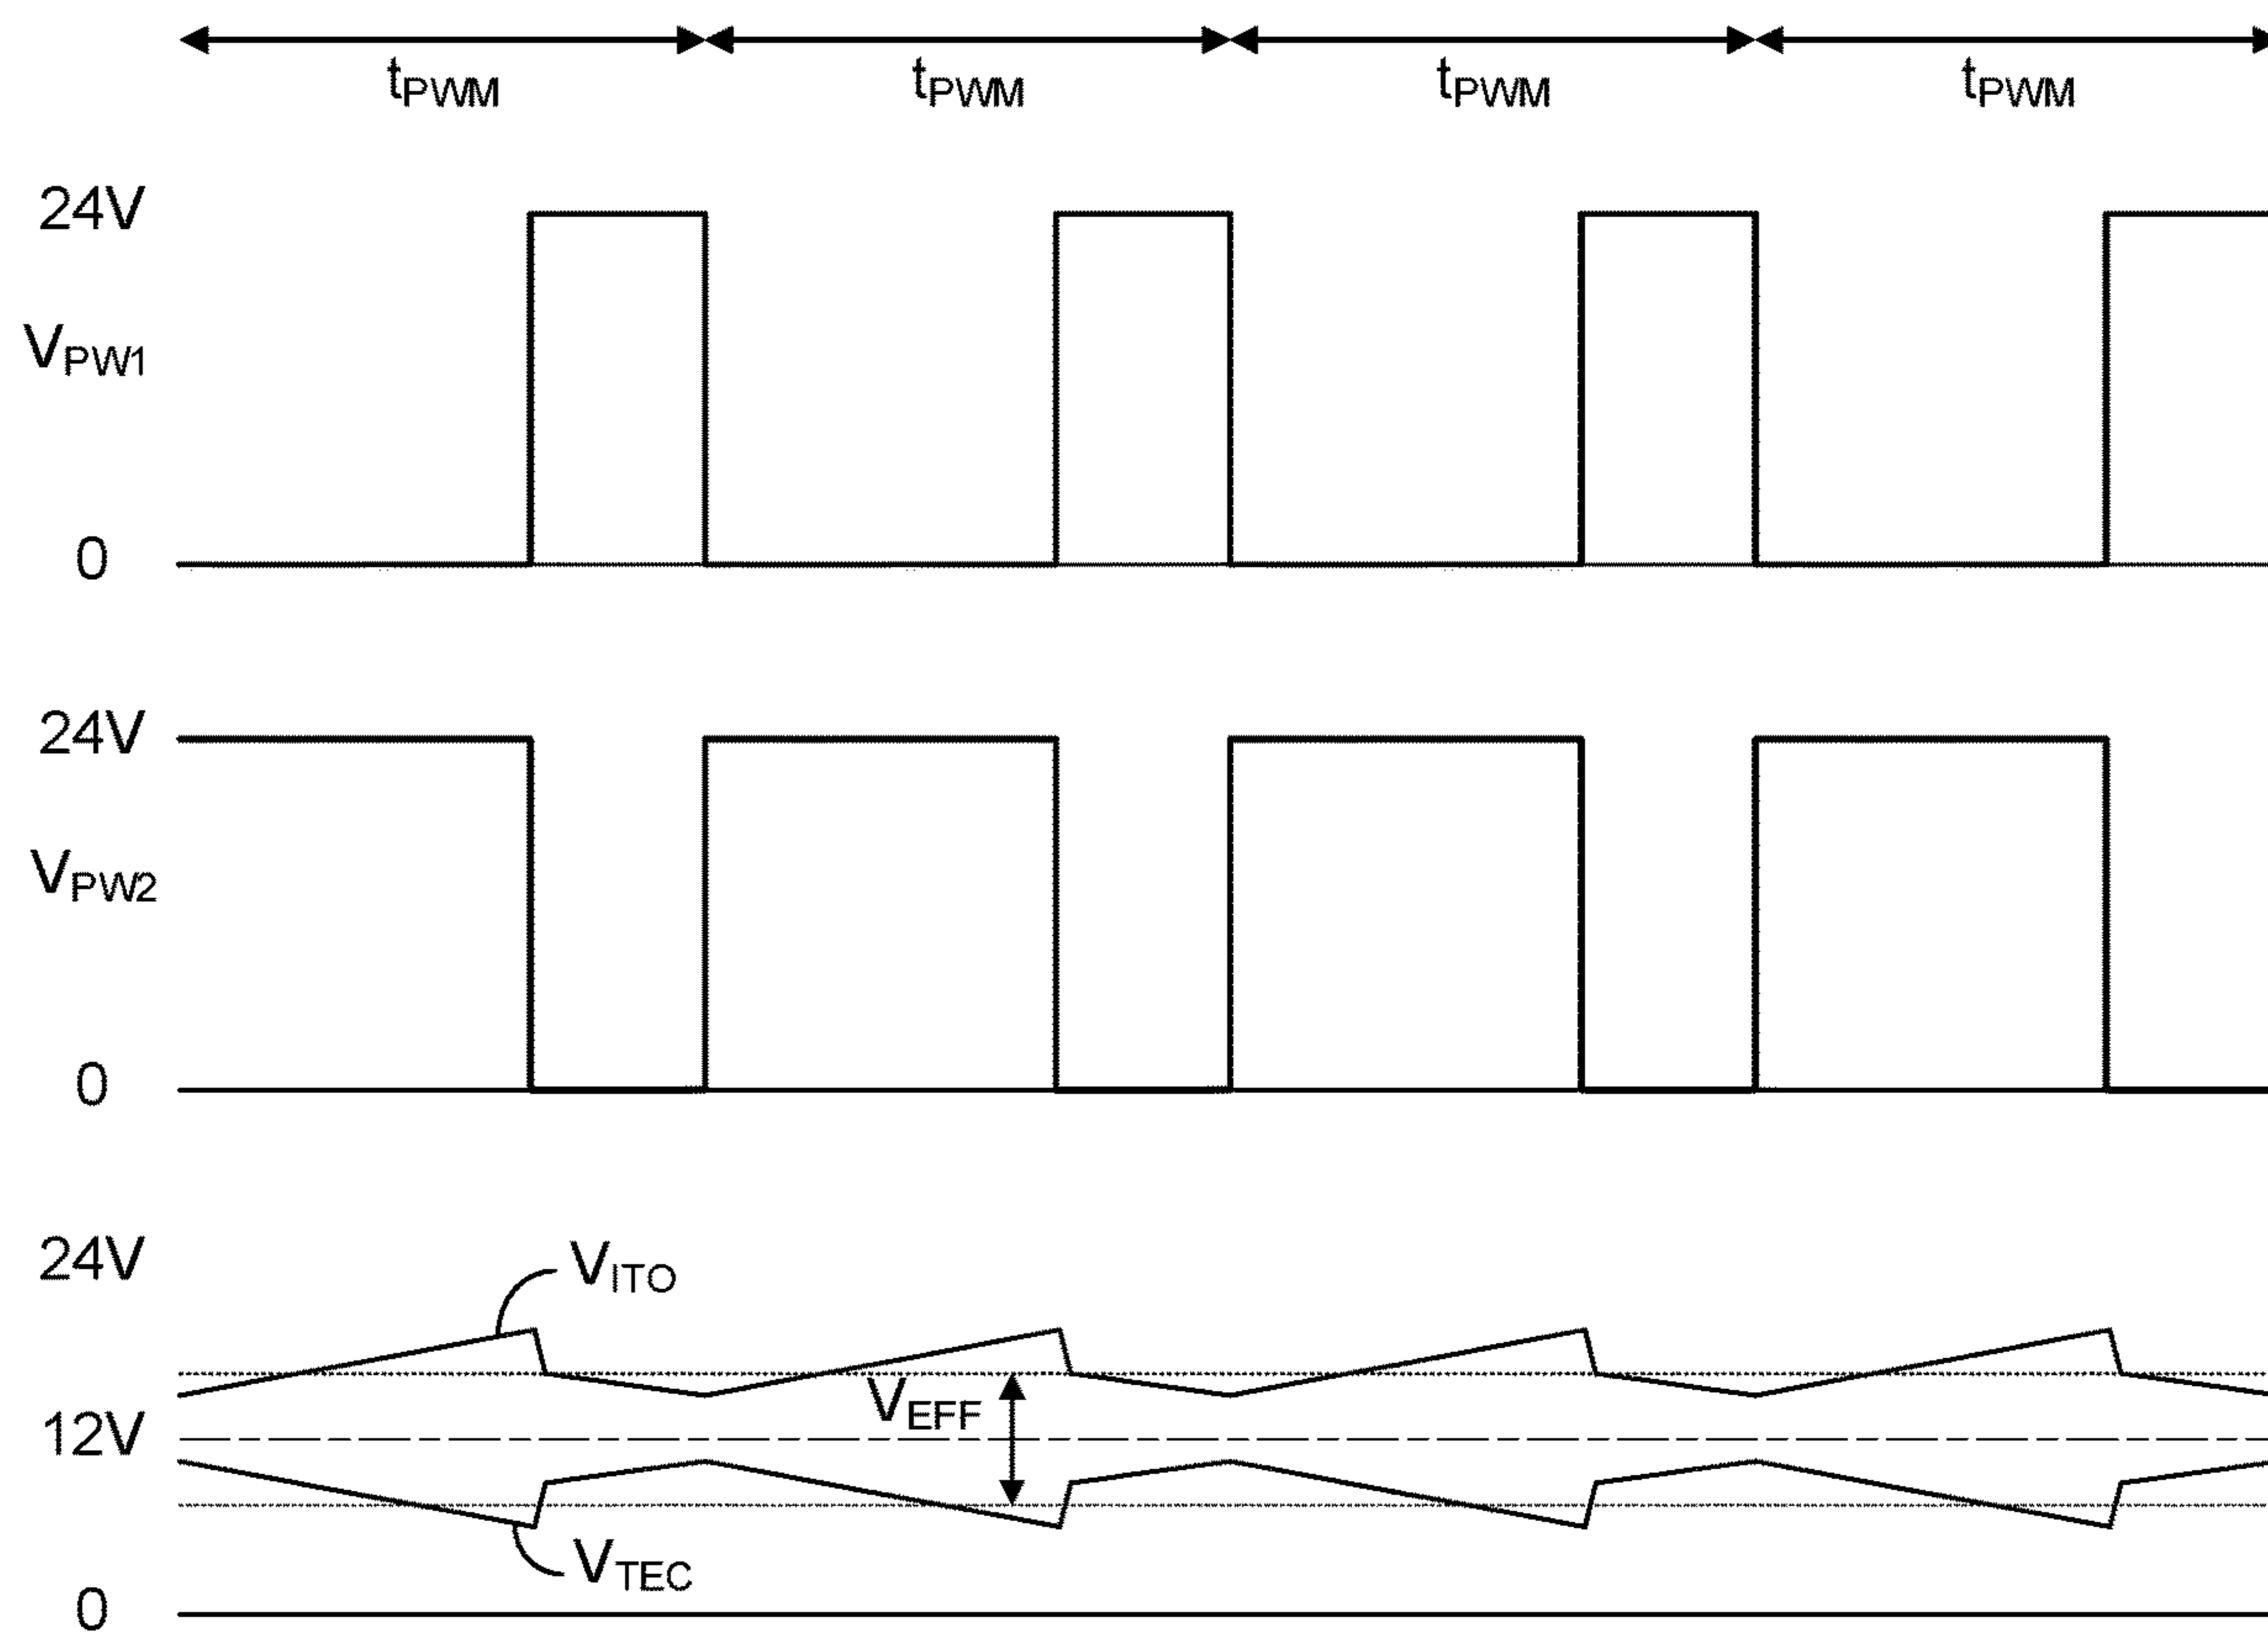 tPWM tPWM tPWM tPWM
24V
VPW1
0
24V
VPW2
0
24V
VITO
VEFF
12V
VTEC
0